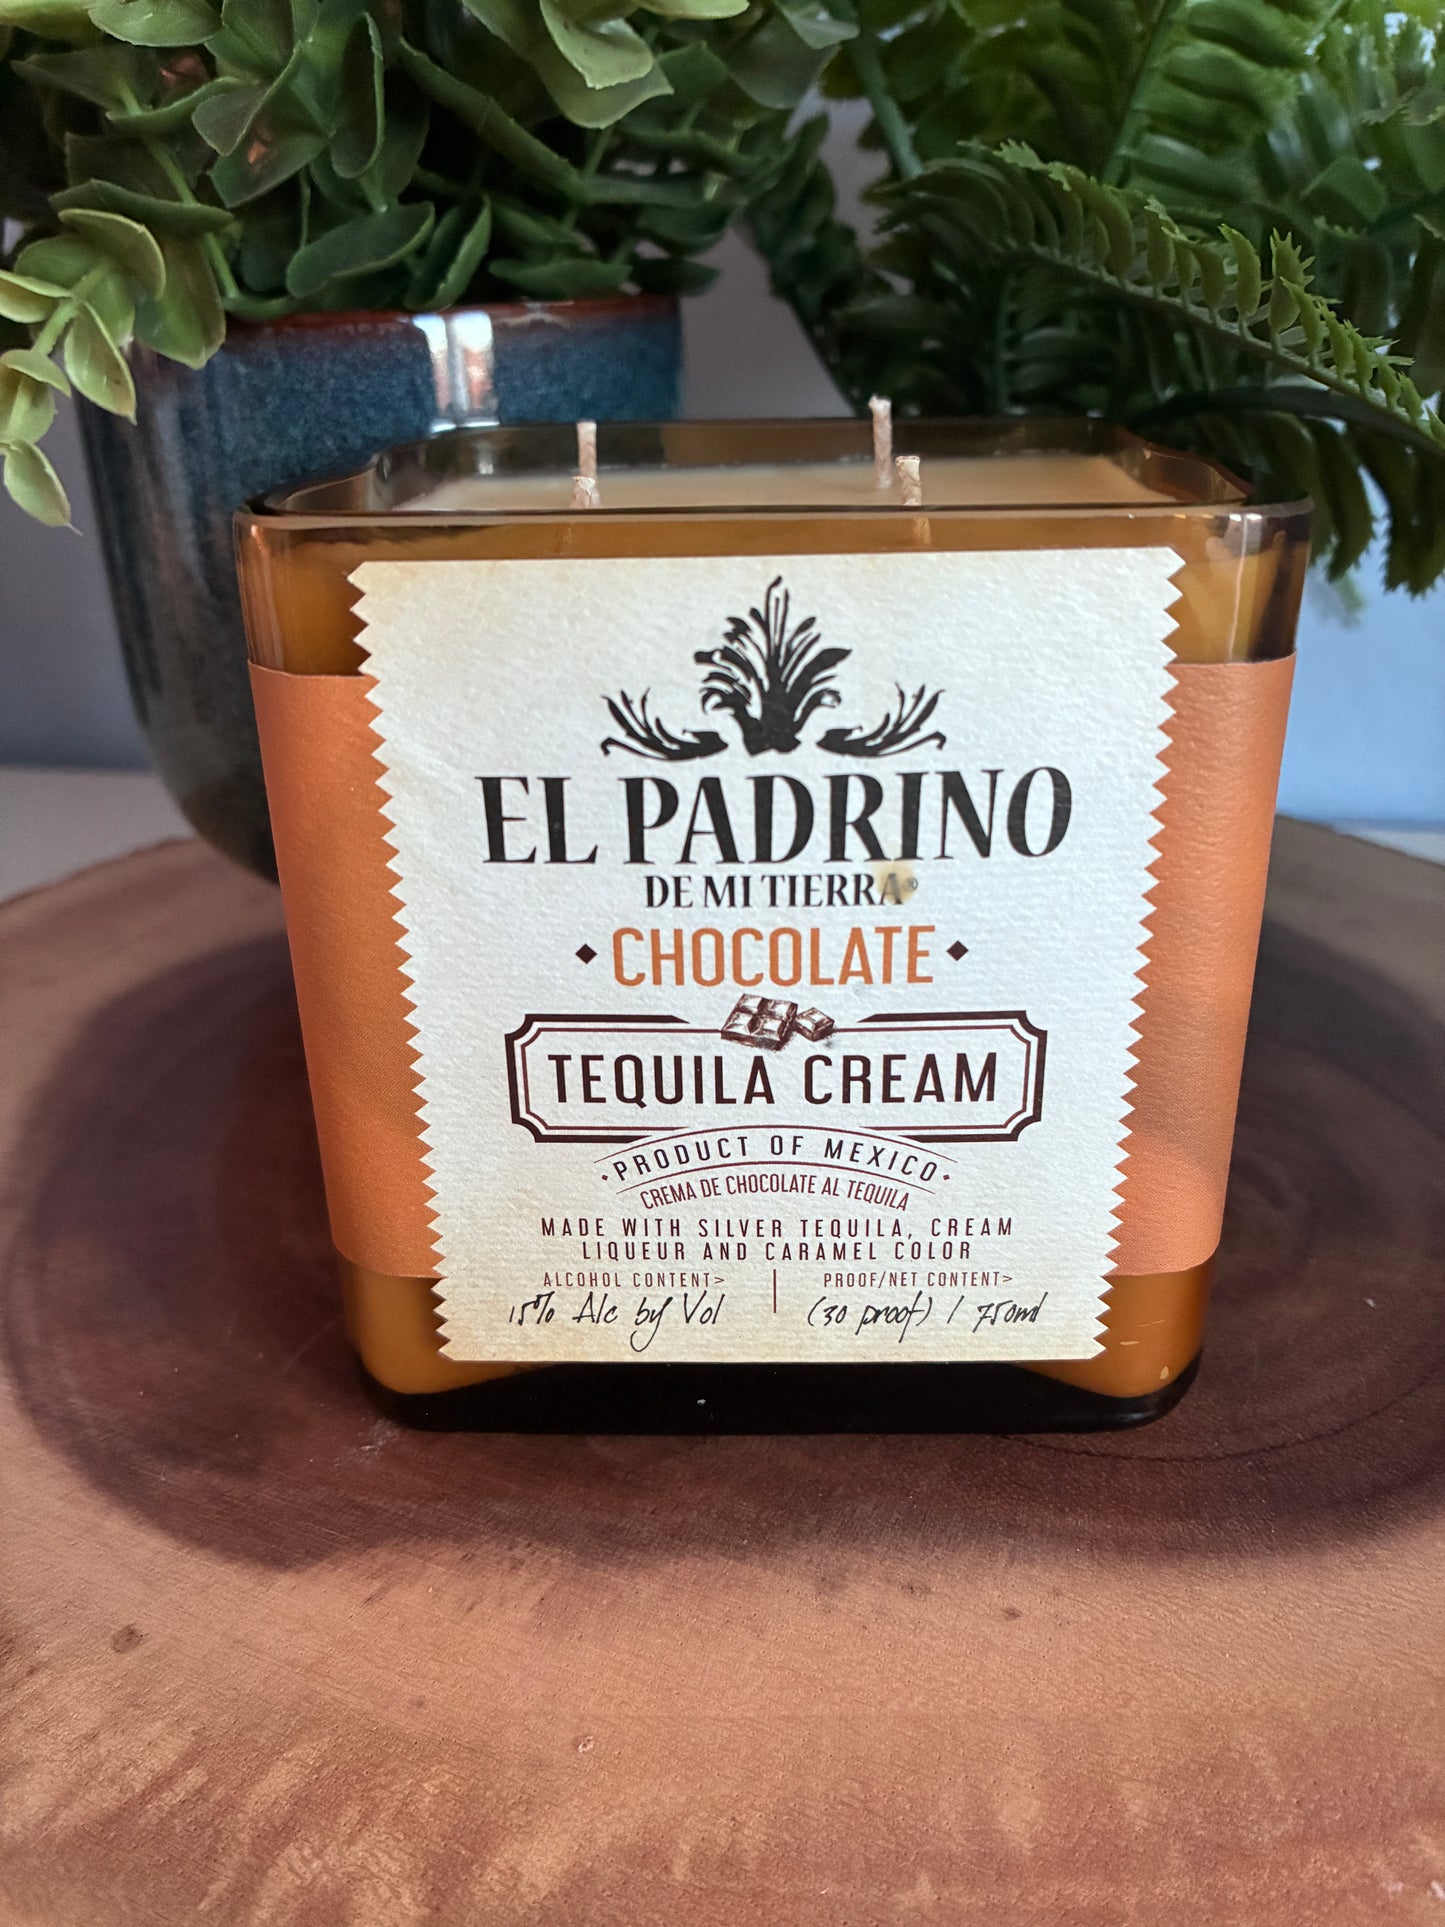 EL PADRINO
DE MI TIERRA®
CHOCOLATE
TEQUILA CREAM
PRODUCT OF MEXICO
CREMA DE CHOCOLATE AL TEQUILA
MADE WITH SILVER TEQUILA, CREAM
LIQUEUR AND CARAMEL COLOR
ALCOHOL CONTENT>
15% Alc by Vol
PROOF/NET CONTENT>
(30 proof) / 750ml